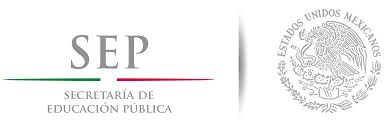 SEP
SECRETARÍA DE
EDUCACIÓN PÚBLICA
ESTADOS UNIDOS MEXICANOS